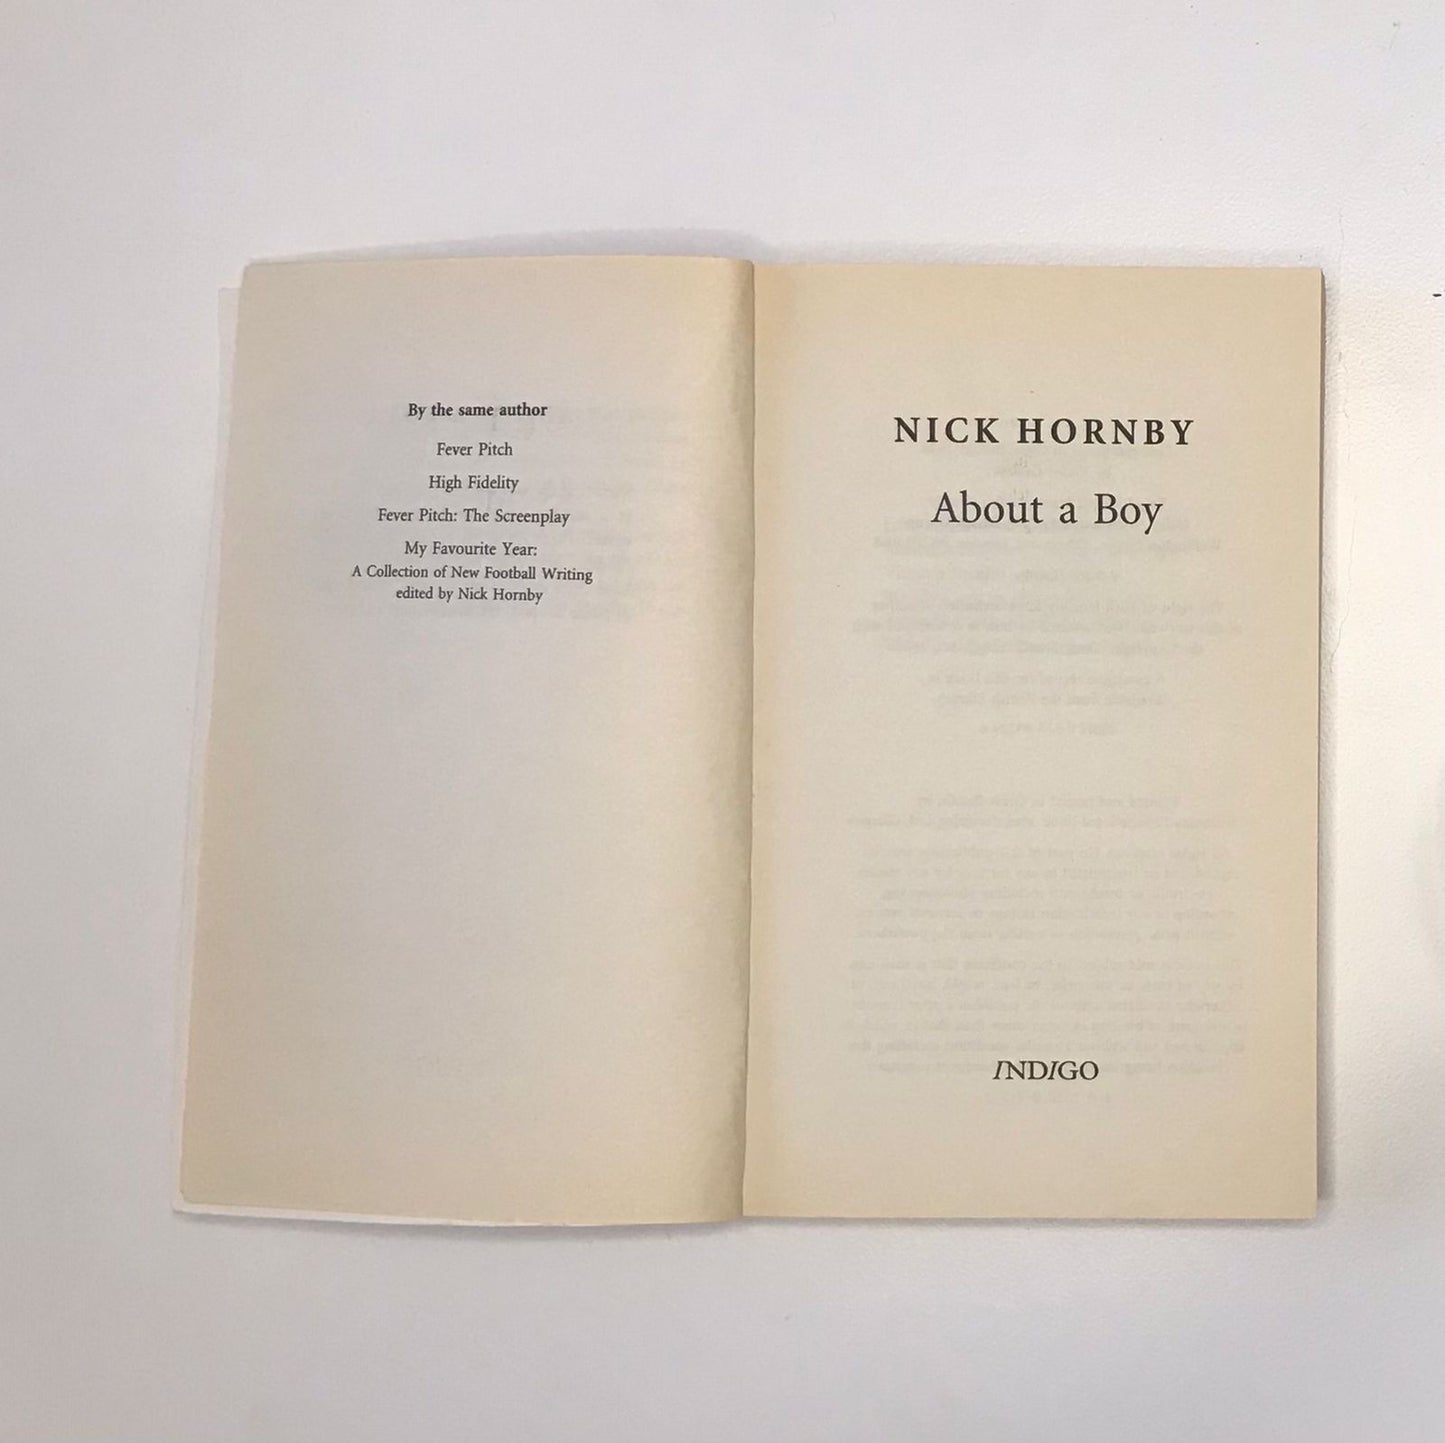 By the same author
Fever Pitch
High Fidelity
Fever Pitch: The Screenplay
My Favourite Year:
A Collection of New Football Writing
edited by Nick Hornby
NICK HORNBY
About a Boy
INDIGO